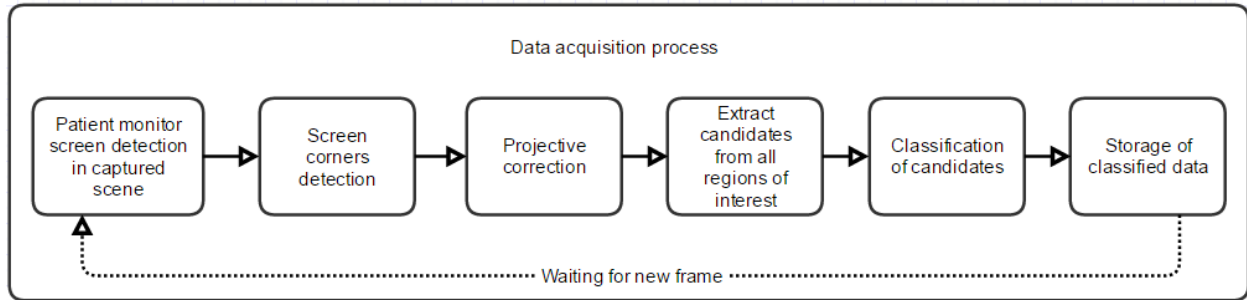 Data acquisition process
Patient monitor
screen detection
in captured
scene
Screen
corners
detection
Projective
correction
Extract
candidates
from all
regions of
interest
Classification
of candidates
Storage of
classified data
Waiting for new frame